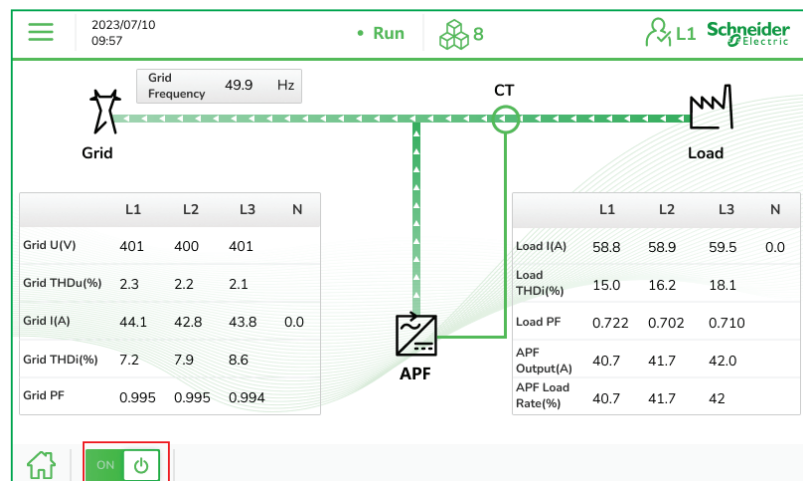 2023/07/10
09:57
• Run
8
L1
Schneider
Electric
Grid
Frequency 49.9 Hz
CT
Grid
Load
L1 L2 L3 N
Grid U(V) 401 400 401
Grid THDu(%) 2.3 2.2 2.1
Grid I(A) 44.1 42.8 43.8 0.0
Grid THDi(%) 7.2 7.9 8.6
Grid PF 0.995 0.995 0.994
APF
L1 L2 L3 N
Load I(A) 58.8 58.9 59.5 0.0
Load
THDi(%) 15.0 16.2 18.1
Load PF 0.722 0.702 0.710
APF
Output(A) 40.7 41.7 42.0
APF Load
Rate(%) 40.7 41.7 42
ON